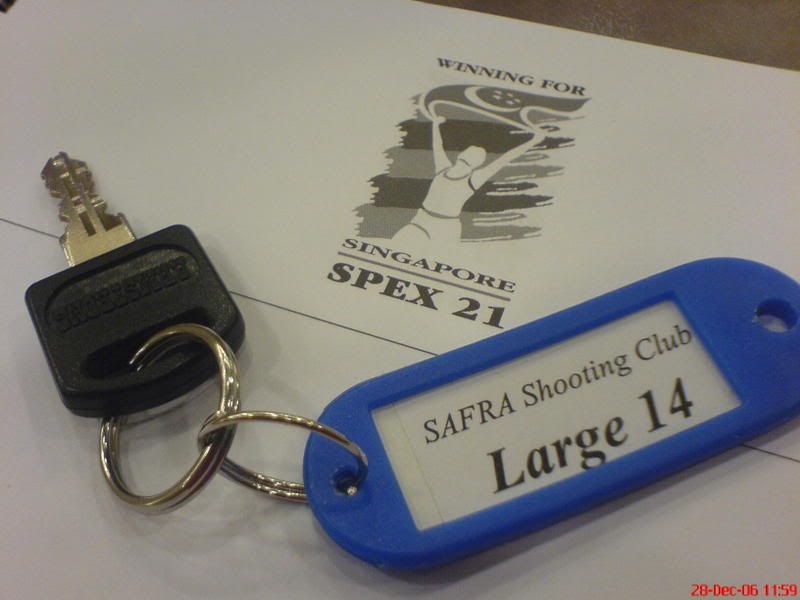 WINNING FOR
SINGAPORE
SPEX 21
SAFRA Shooting Club
Large 14
28-Dec-06 11:59